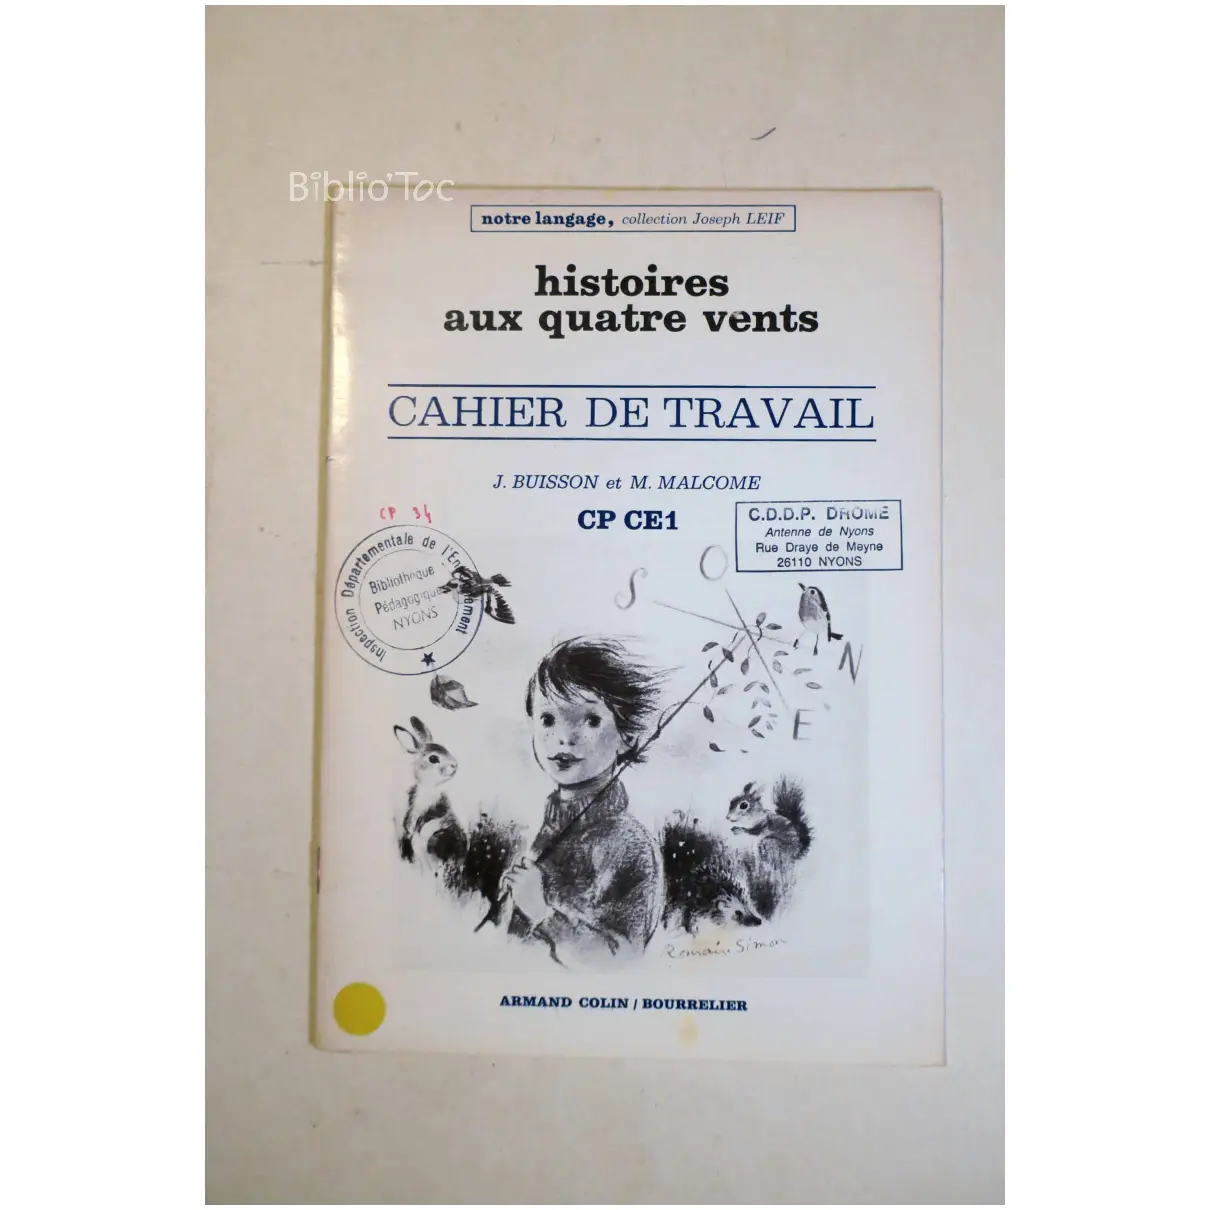 Biblio'Toc
notre langage, collection Joseph LEIF
histoires
aux quatre vents
CAHIER DE TRAVAIL
J. BUISSON et M. MALCOME
CP CE1
CP 34
Inspection Départementale de l'Enseignement
Bibliothèque
Pédagogique
NYONS
C.D.D.P. DROME
Antenne de Nyons
Rue Draye de Meyne
26110 NYONS
S O
N
E
Romain Simon
ARMAND COLIN / BOURRELIER